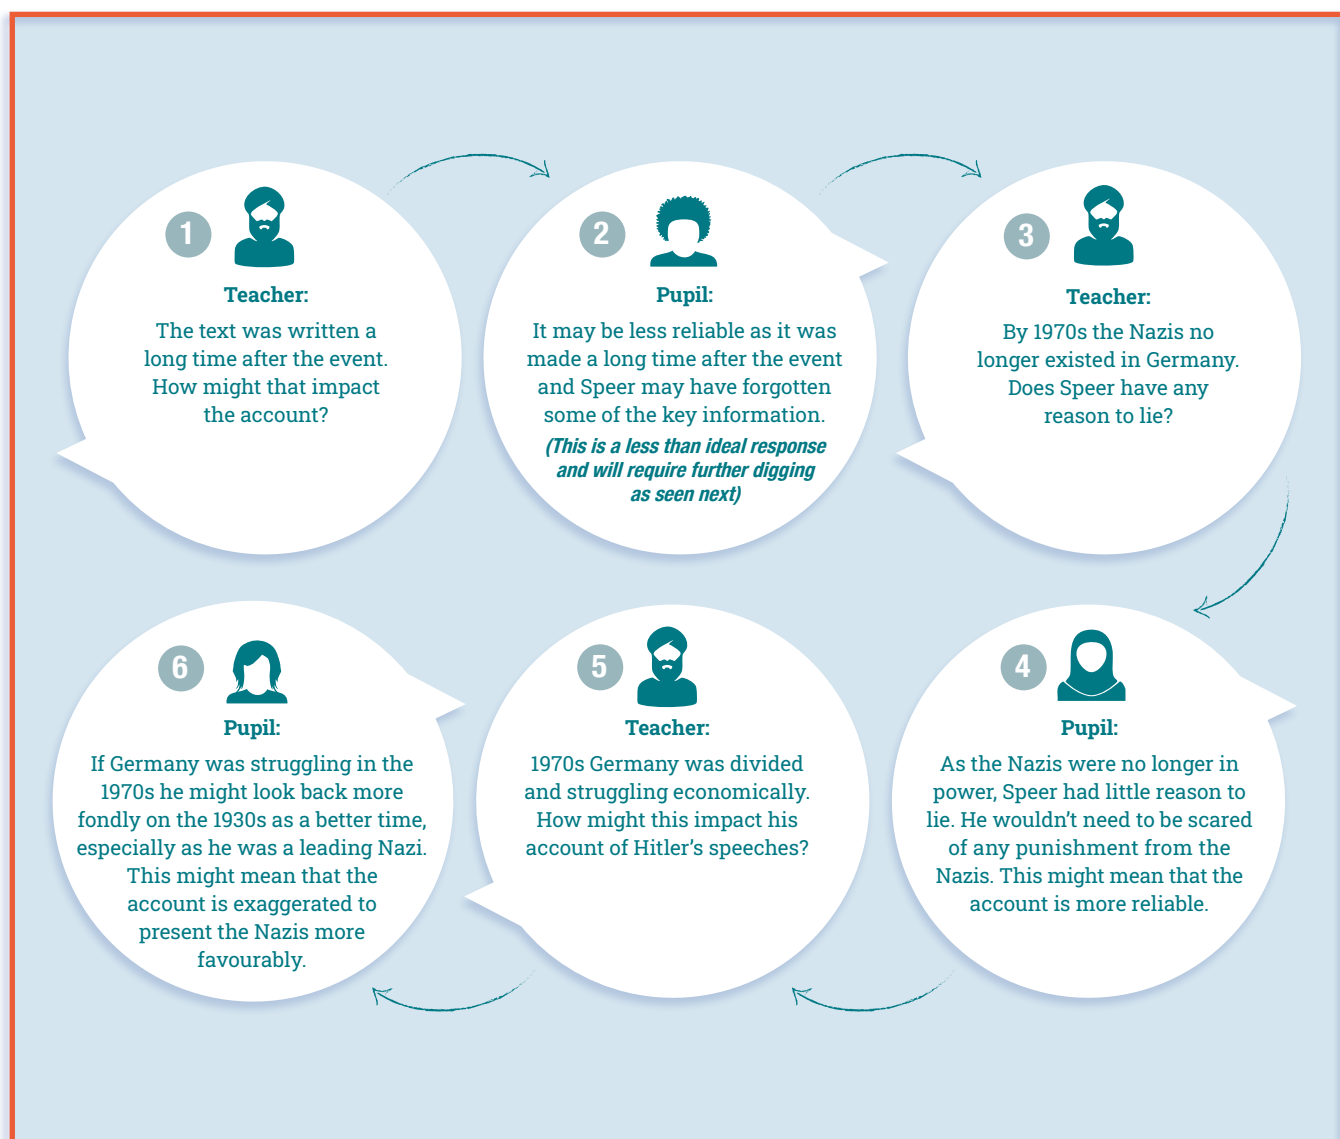 1
Teacher:
The text was written a
long time after the event.
How might that impact
the account?
2
Pupil:
It may be less reliable as it was
made a long time after the event
and Speer may have forgotten
some of the key information.
(This is a less than ideal response
and will require further digging
as seen next)
3
Teacher:
By 1970s the Nazis no
longer existed in Germany.
Does Speer have any
reason to lie?
4
Pupil:
As the Nazis were no longer in
power, Speer had little reason to
lie. He wouldn't need to be scared
of any punishment from the
Nazis. This might mean that the
account is more reliable.
5
Teacher:
1970s Germany was divided
and struggling economically.
How might this impact his
account of Hitler's speeches?
6
Pupil:
If Germany was struggling in the
1970s he might look back more
fondly on the 1930s as a better time,
especially as he was a leading Nazi.
This might mean that the
account is exaggerated to
present the Nazis more
favourably.